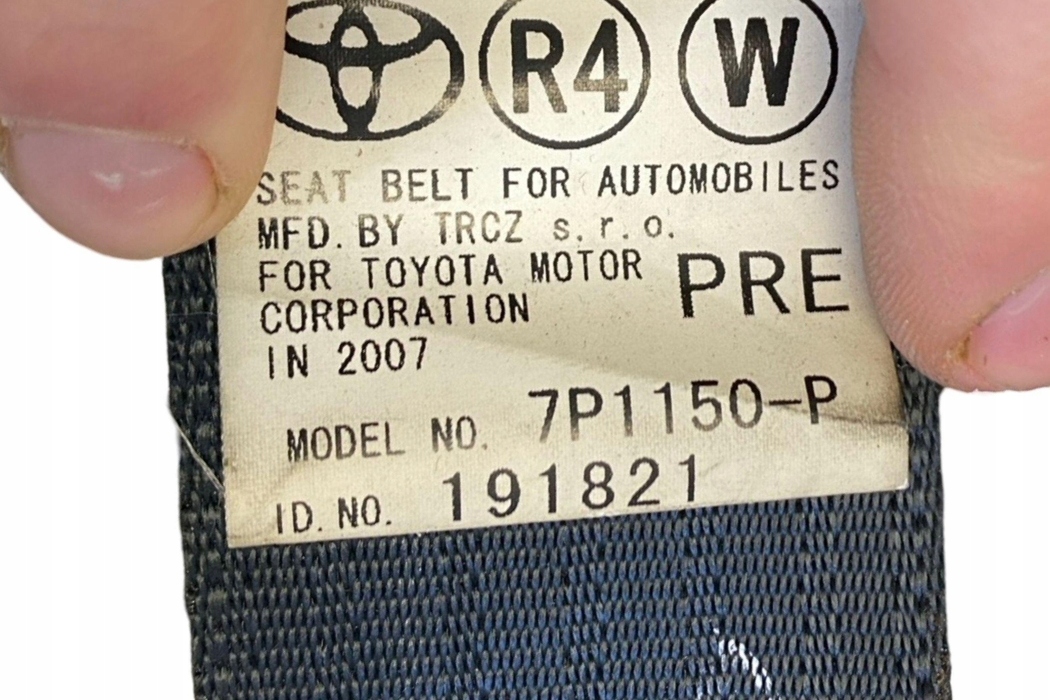 R4 W
SEAT BELT FOR AUTOMOBILES
MFD. BY TRCZ s. r. o.
FOR TOYOTA MOTOR PRE
CORPORATION
IN 2007
MODEL NO. 7P1150-P
ID. NO. 191821